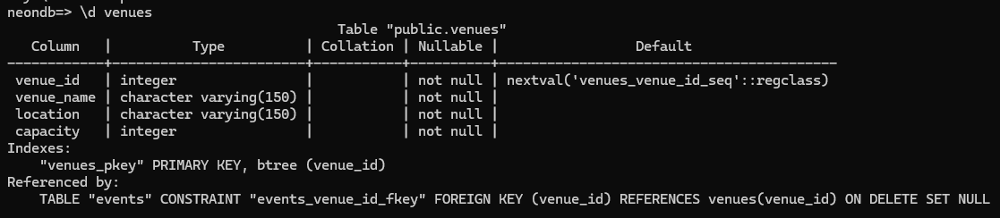 neondb=> \d venues
                                        Table "public.venues"
   Column   |          Type          | Collation | Nullable |                 Default
------------+------------------------+-----------+----------+------------------------------------------
 venue_id   | integer                |           | not null | nextval('venues_venue_id_seq'::regclass)
 venue_name | character varying(150) |           | not null |
 location   | character varying(150) |           | not null |
 capacity   | integer                |           | not null |
Indexes:
    "venues_pkey" PRIMARY KEY, btree (venue_id)
Referenced by:
    TABLE "events" CONSTRAINT "events_venue_id_fkey" FOREIGN KEY (venue_id) REFERENCES venues(venue_id) ON DELETE SET NULL